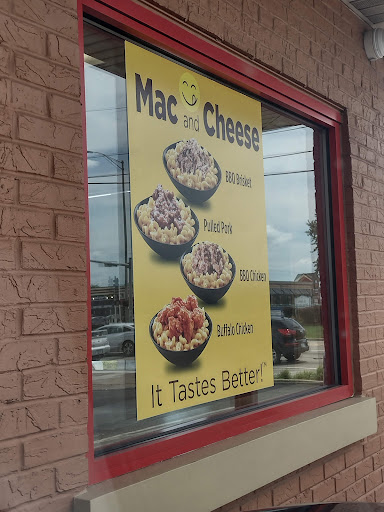 Mac and Cheese
BBQ Brisket
Pulled Pork
BBQ Chicken
Buffalo Chicken
It Tastes Better!